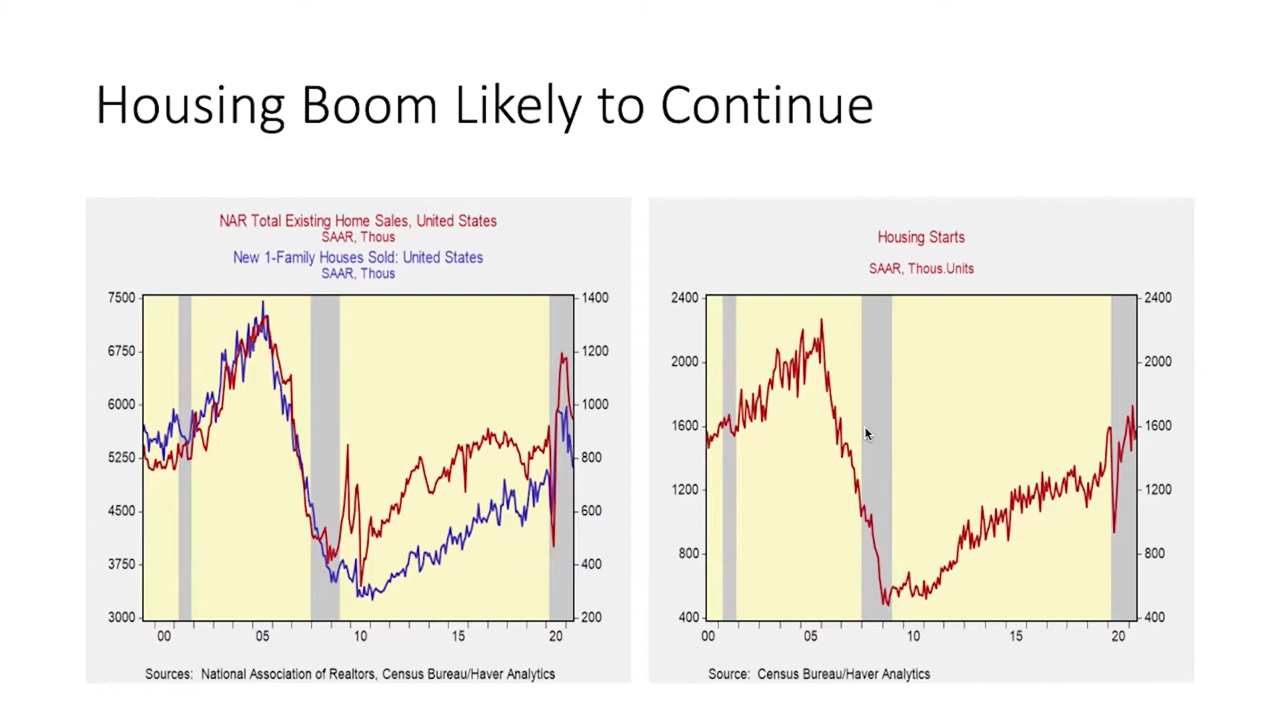 Housing Boom Likely to Continue
NAR Total Existing Home Sales, United States
SAAR, Thous
New 1-Family Houses Sold: United States
SAAR, Thous
7500 1400
6750 1200
6000 1000
5250 800
4500 600
3750 400
3000 200
00 05 10 15 20
Sources: National Association of Realtors, Census Bureau/Haver Analytics
Housing Starts
SAAR, Thous.Units
2400 2400
2000 2000
1600 1600
1200 1200
800 800
400 400
00 05 10 15 20
Source: Census Bureau/Haver Analytics